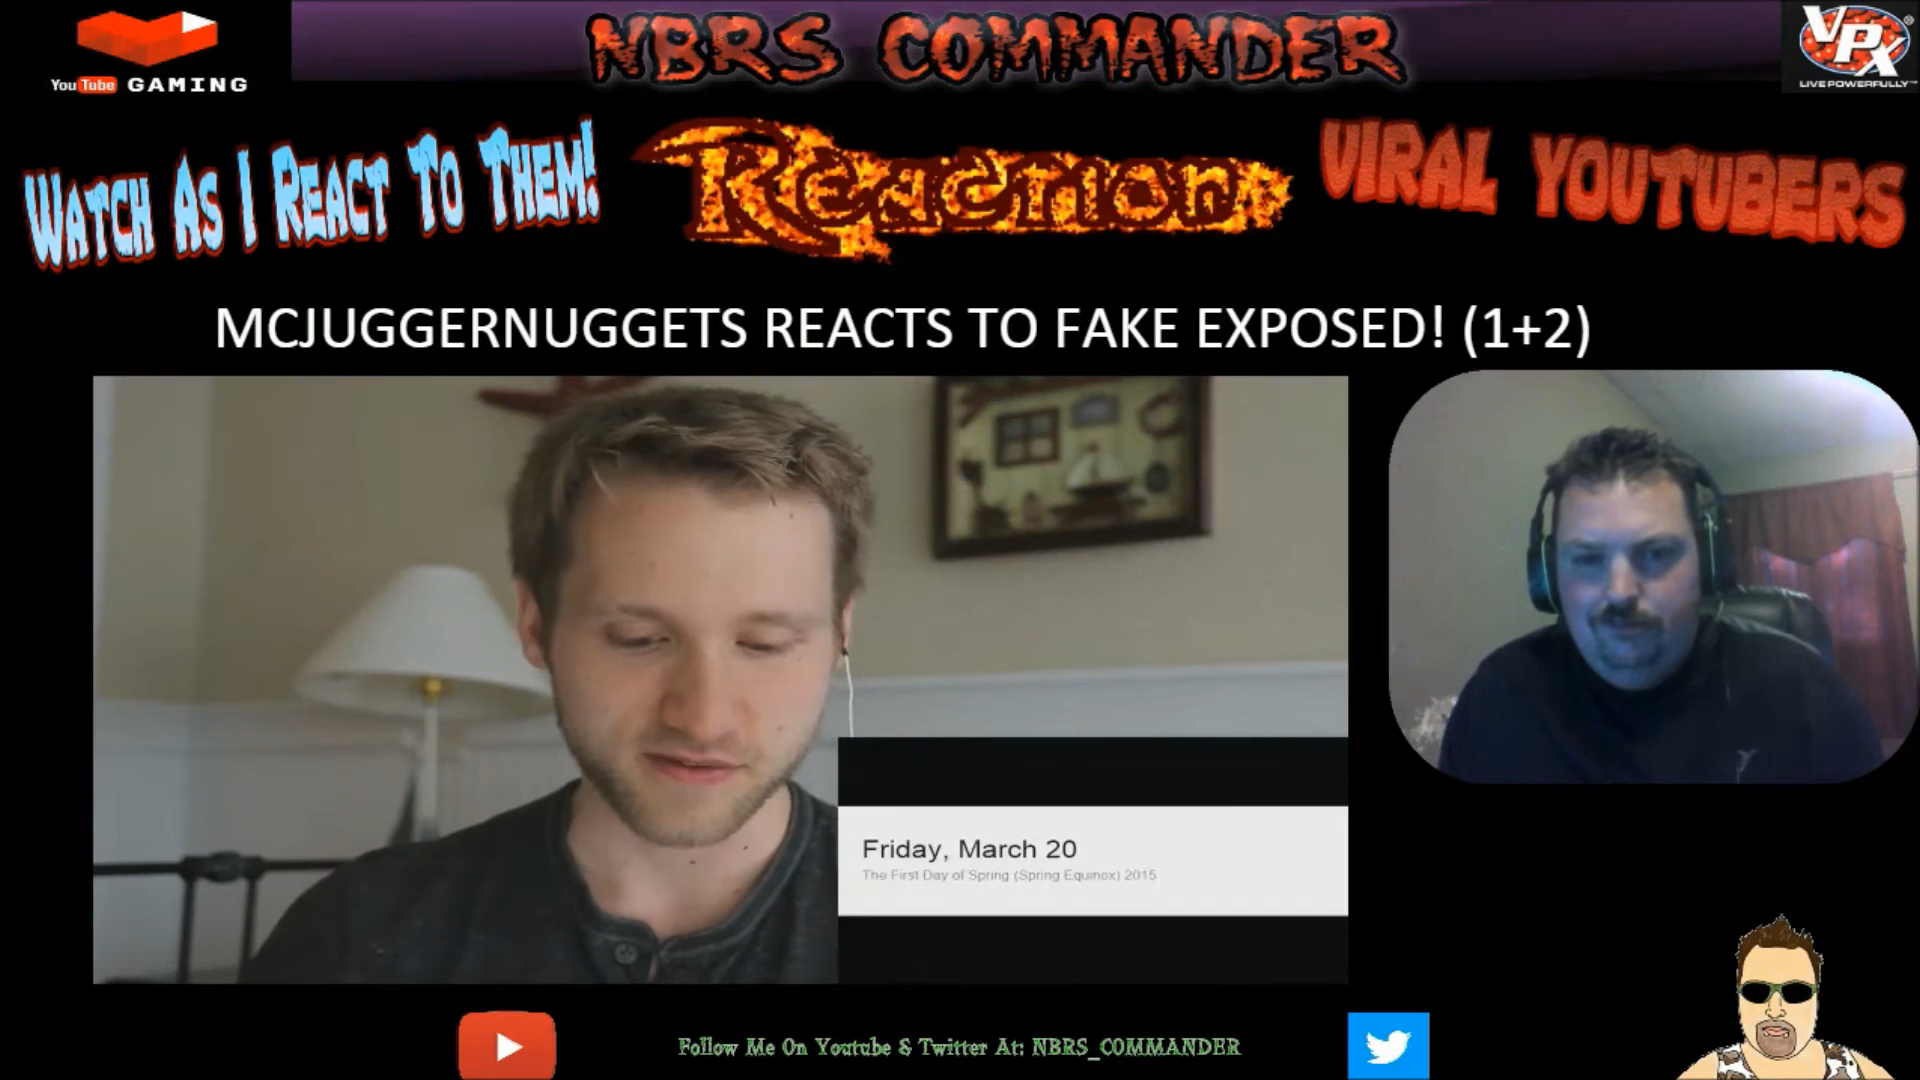 YouTube GAMING
NBRS COMMANDER
VPX
LIVE POWERFULLY
WATCH AS I REACT TO THEM!
REACTION
VIRAL YOUTUBERS
MCJUGGERNUGGETS REACTS TO FAKE EXPOSED! (1+2)
Friday, March 20
The First Day of Spring (Spring Equinox) 2015
Follow Me On Youtube & Twitter At: NBRS_COMMANDER